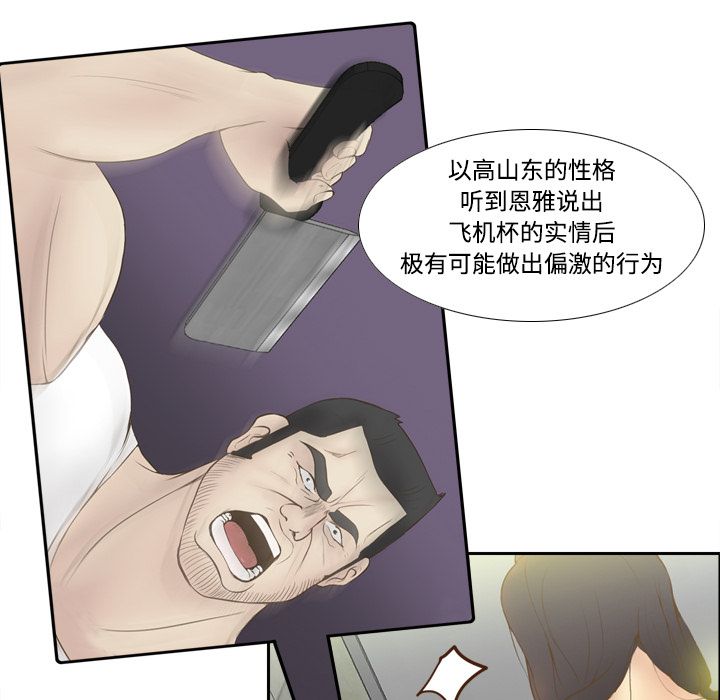 以高山东的性格
听到恩雅说出
飞机杯的实情后
极有可能做出偏激的行为